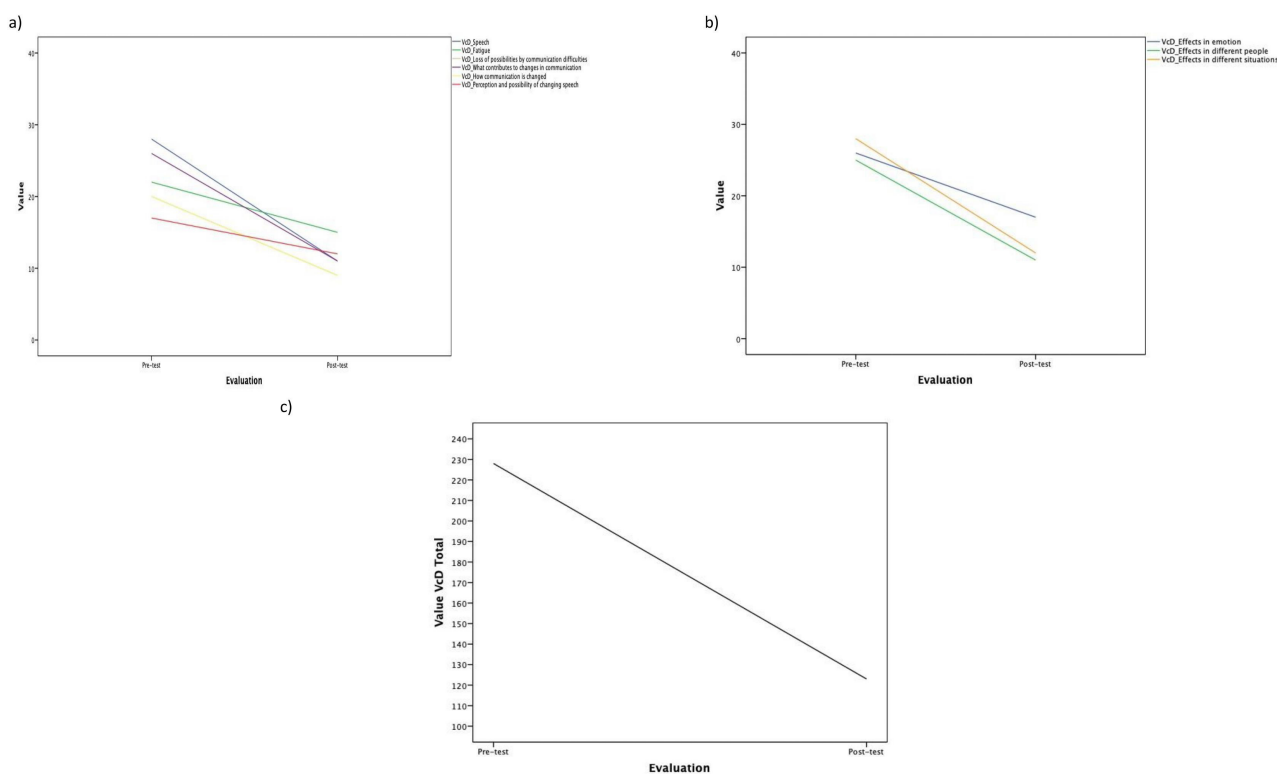 a)
VcD_Speech
VcD_Fatigue
VcD_Loss of possibilities by communication difficulties
VcD_What contributes to changes in communication
VcD_How communication is changed
VcD_Perception and possibility of changing speech
40
30
20
10
0
Value
Pre-test
Post-test
Evaluation
b)
VcD_Effects in emotion
VcD_Effects in different people
VcD_Effects in different situations
40
30
20
10
0
Value
Pre-test
Post-test
Evaluation
c)
240
230
220
210
200
190
180
170
160
150
140
130
120
110
100
Value VcD Total
Pre-test
Post-test
Evaluation